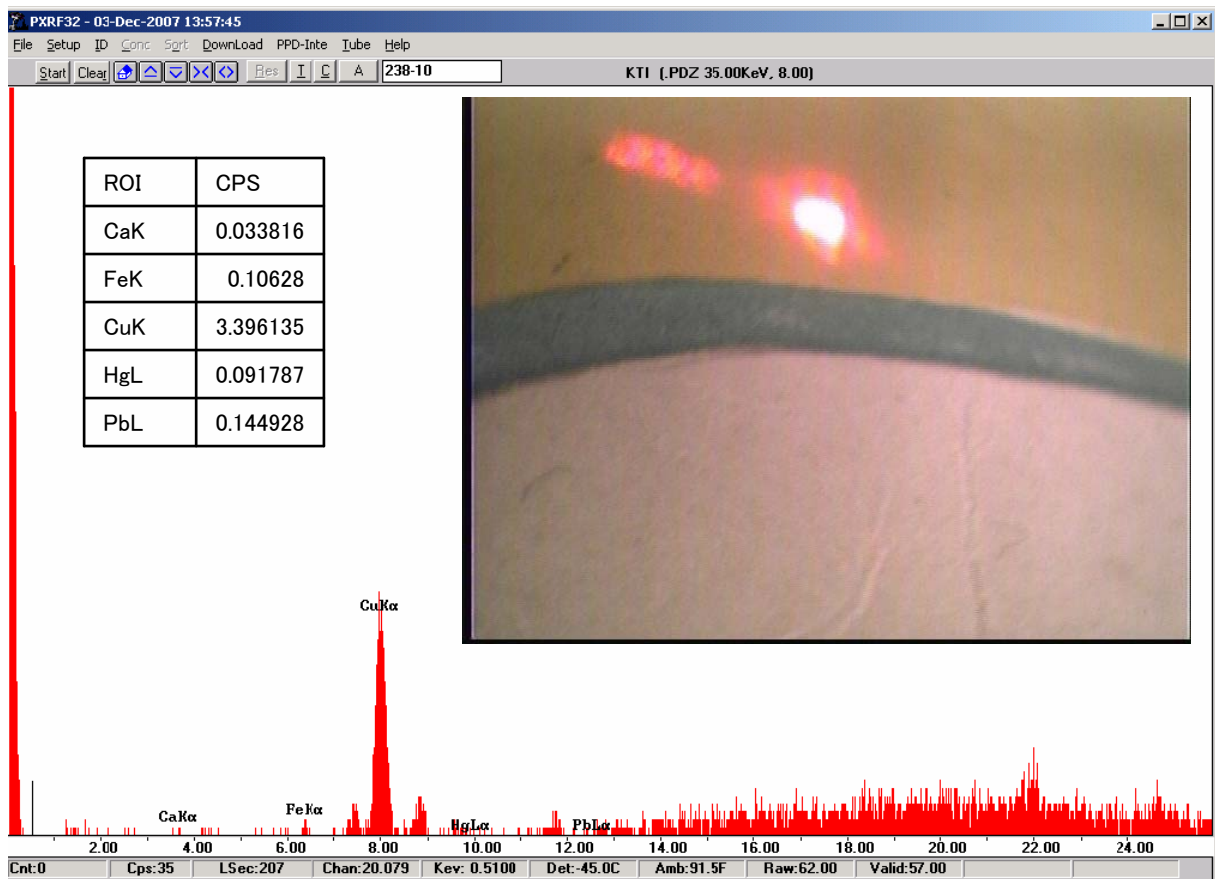 PXRF32 - 03-Dec-2007 13:57:45
File Setup ID Conc Sort DownLoad PPD-Inte Tube Help
Start Clear Res I C A 238-10 KTI (.PDZ 35.00KeV, 8.00)
ROI CPS
CaK 0.033816
FeK 0.10628
CuK 3.396135
HgL 0.091787
PbL 0.144928
CuKα
CaKα FeKα HgLα PbLα
2.00 4.00 6.00 8.00 10.00 12.00 14.00 16.00 18.00 20.00 22.00 24.00
Cnt:0 Cps:35 LSec:207 Chan:20.079 Kev: 0.5100 Det:-45.0C Amb:91.5F Raw:62.00 Valid:57.00